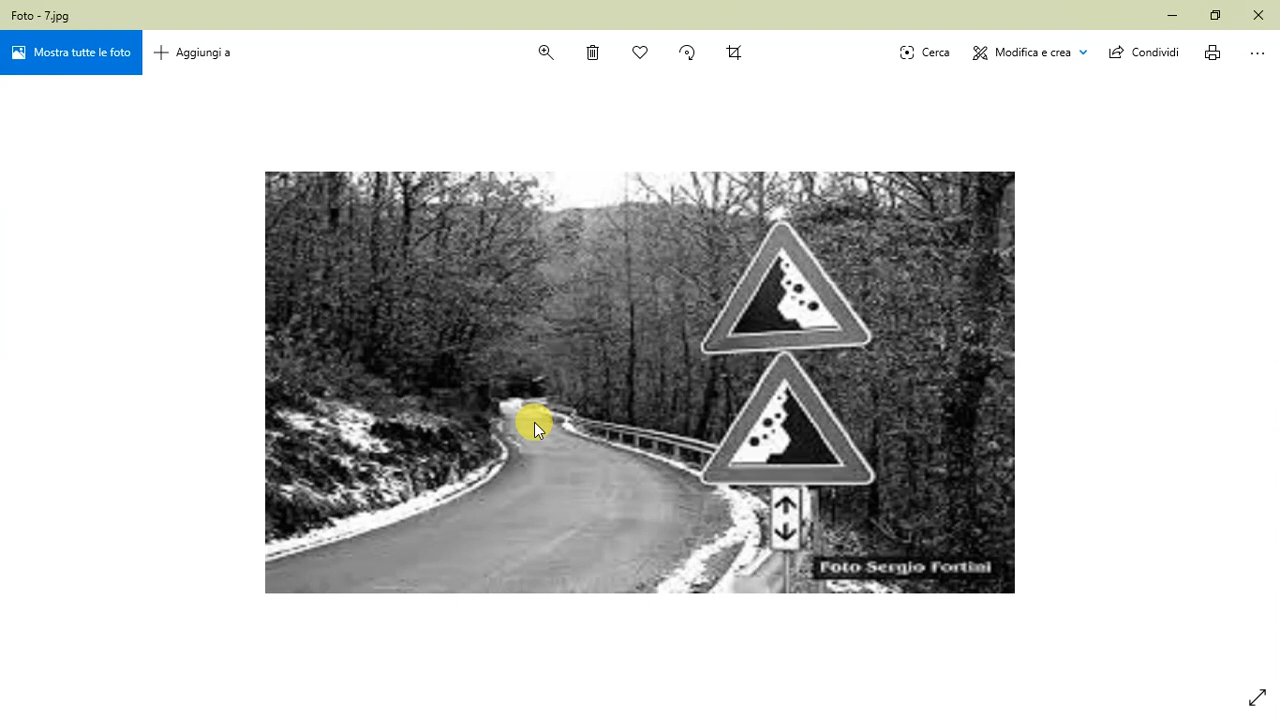 Foto - 7.jpg
Mostra tutte le foto
Aggiungi a
Cerca
Modifica e crea
Condividi
Foto Sergio Fortini